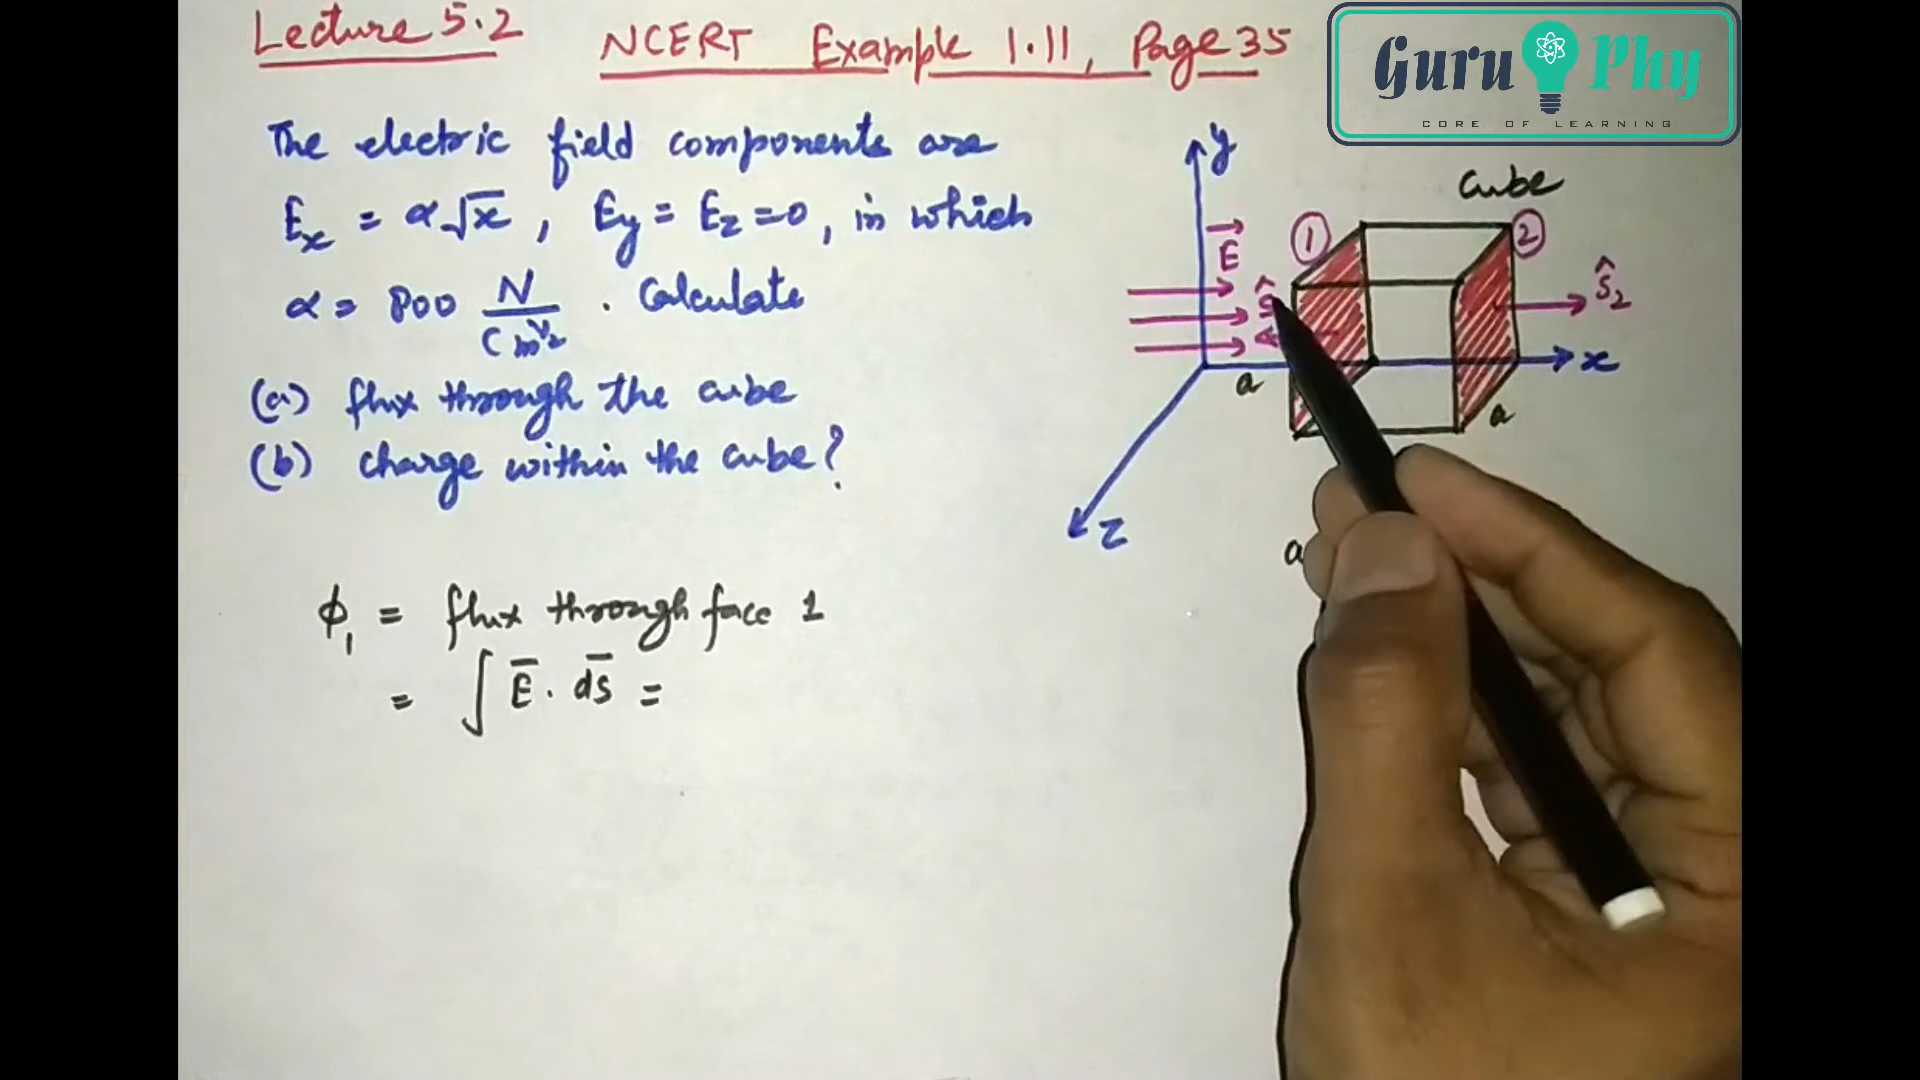 Lecture 5.2
NCERT Example 1.11, Page 35
Guru Phy
CORE OF LEARNING
The electric field components are
Ex = α√x, Ey = Ez = 0, in which
α = 800 N/(C m^1/2) . Calculate
(a) flux through the cube
(b) charge within the cube?
y
cube
1
2
E
Ŝ2
x
a
a
z
a
ϕ1 = flux through face 1
= ∫ E . ds =